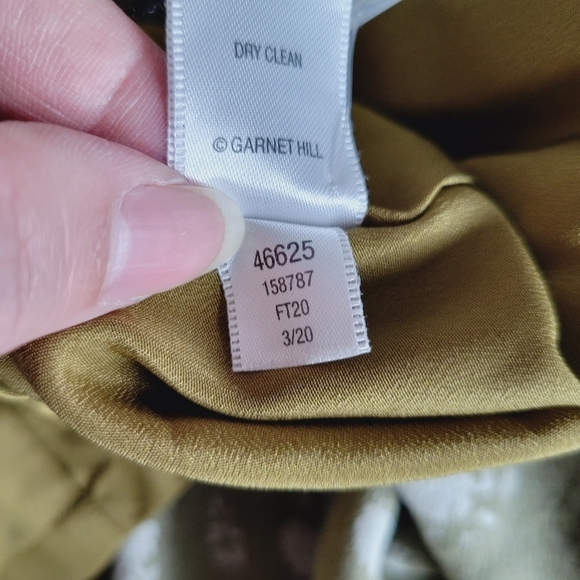 DRY CLEAN
© GARNET HILL
46625
158787
FT20
3/20